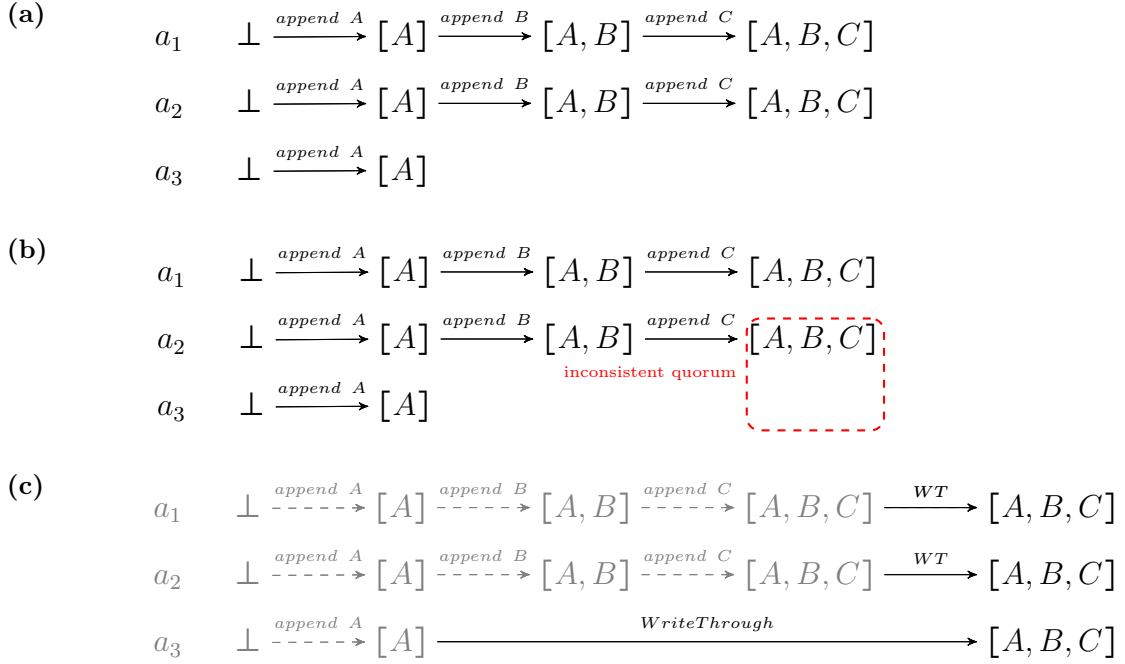 (a)
a₁ ⊥ append A [A] append B [A, B] append C [A, B, C]
a₂ ⊥ append A [A] append B [A, B] append C [A, B, C]
a₃ ⊥ append A [A]
(b)
a₁ ⊥ append A [A] append B [A, B] append C [A, B, C]
a₂ ⊥ append A [A] append B [A, B] append C [A, B, C]
inconsistent quorum
a₃ ⊥ append A [A]
(c)
a₁ ⊥ append A [A] append B [A, B] append C [A, B, C] WT [A, B, C]
a₂ ⊥ append A [A] append B [A, B] append C [A, B, C] WT [A, B, C]
a₃ ⊥ append A [A] WriteThrough [A, B, C]